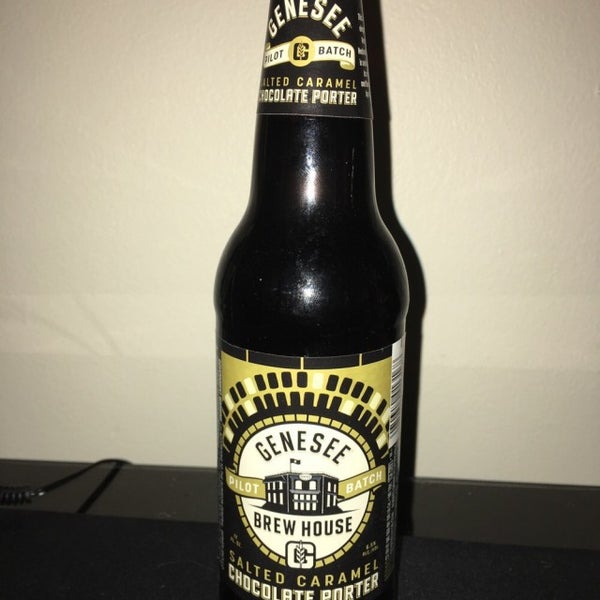 GENESEE
PILOT G BATCH
SALTED CARAMEL
CHOCOLATE PORTER
GENESEE
PILOT BATCH
BREW HOUSE
G
SALTED CARAMEL
CHOCOLATE PORTER